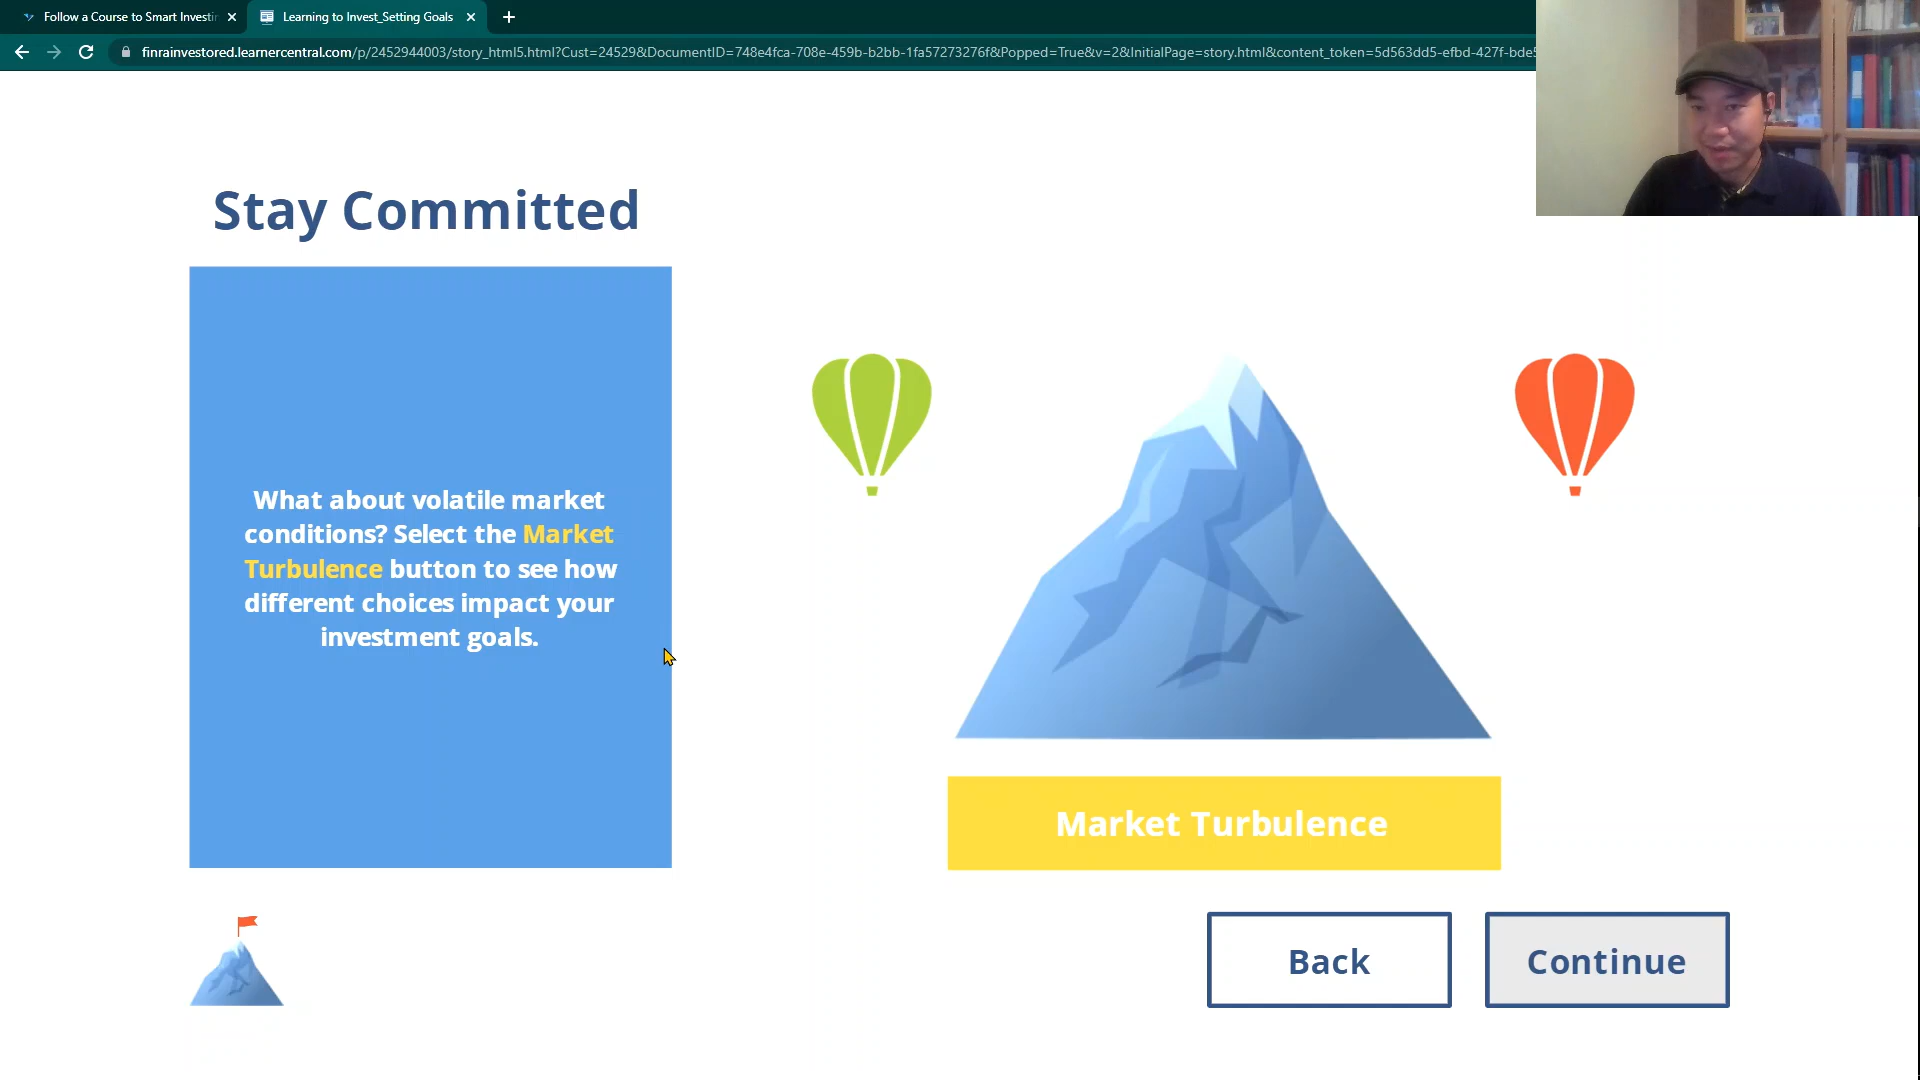 Follow a Course to Smart Investin
Learning to Invest_Setting Goals
finrainvestored.learnercentral.com/p/2452944003/story_html5.html?Cust=24529&DocumentID=748e4fca-708e-459b-b2bb-1fa57273276f&Popped=True&v=2&InitialPage=story.html&content_token=5d563dd5-efbd-427f-bde5
Stay Committed
What about volatile market
conditions? Select the Market
Turbulence button to see how
different choices impact your
investment goals.
Market Turbulence
Back
Continue